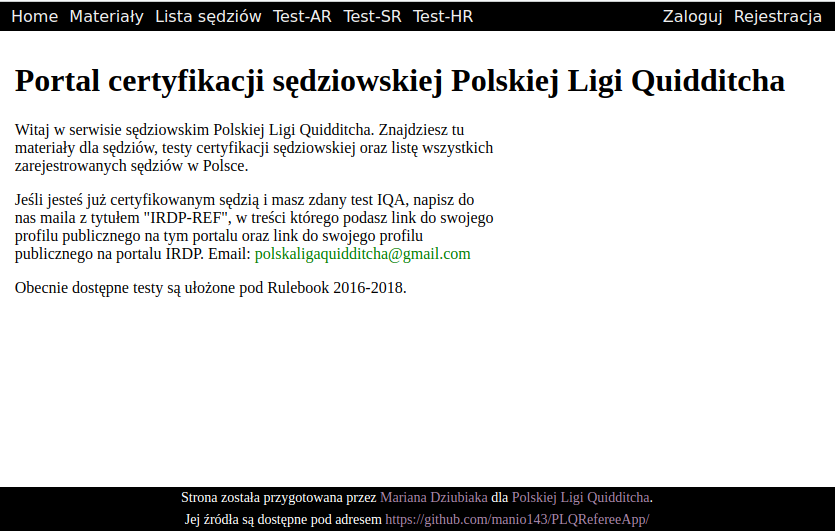 Home Materiały Lista sędziów Test-AR Test-SR Test-HR Zaloguj Rejestracja
Portal certyfikacji sędziowskiej Polskiej Ligi Quidditcha
Witaj w serwisie sędziowskim Polskiej Ligi Quidditcha. Znajdziesz tu
materiały dla sędziów, testy certyfikacji sędziowskiej oraz listę wszystkich
zarejestrowanych sędziów w Polsce.
Jeśli jesteś już certyfikowanym sędzią i masz zdany test IQA, napisz do
nas maila z tytułem "IRDP-REF", w treści którego podasz link do swojego
profilu publicznego na tym portalu oraz link do swojego profilu
publicznego na portalu IRDP. Email: polskaligaquidditcha@gmail.com
Obecnie dostępne testy są ułożone pod Rulebook 2016-2018.
Strona została przygotowana przez Mariana Dziubiaka dla Polskiej Ligi Quidditcha.
Jej źródła są dostępne pod adresem https://github.com/manio143/PLQRefereeApp/